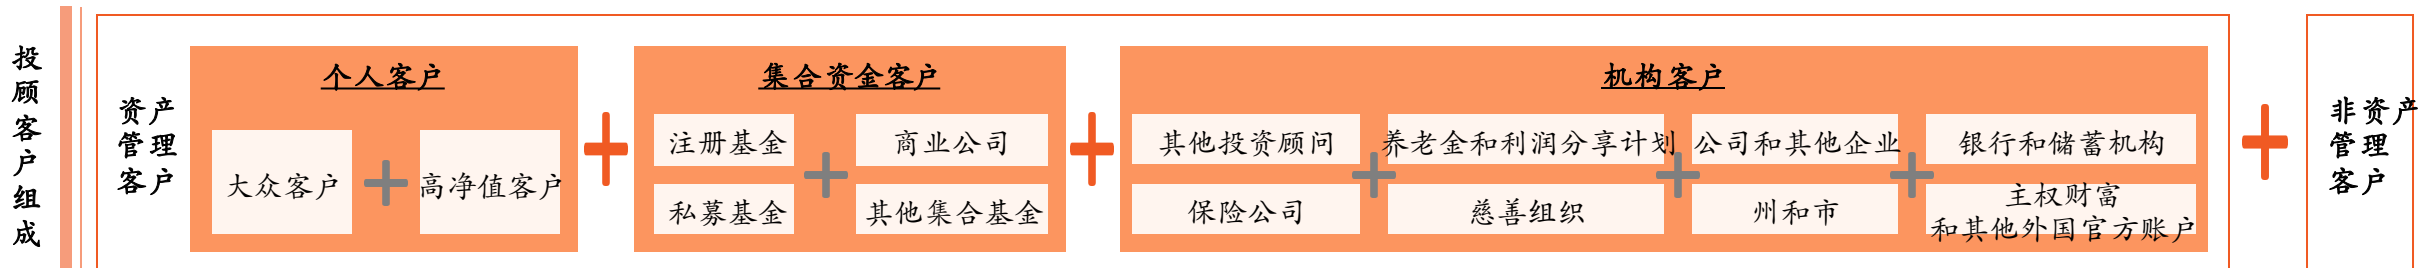 投
顾
客
户
组
成
资产
管理
客户
个人客户
大众客户
高净值客户
集合资金客户
注册基金
商业公司
私募基金
其他集合基金
机构客户
其他投资顾问
养老金和利润分享计划
公司和其他企业
银行和储蓄机构
保险公司
慈善组织
州和市
主权财富
和其他外国官方账户
非资产
管理
客户